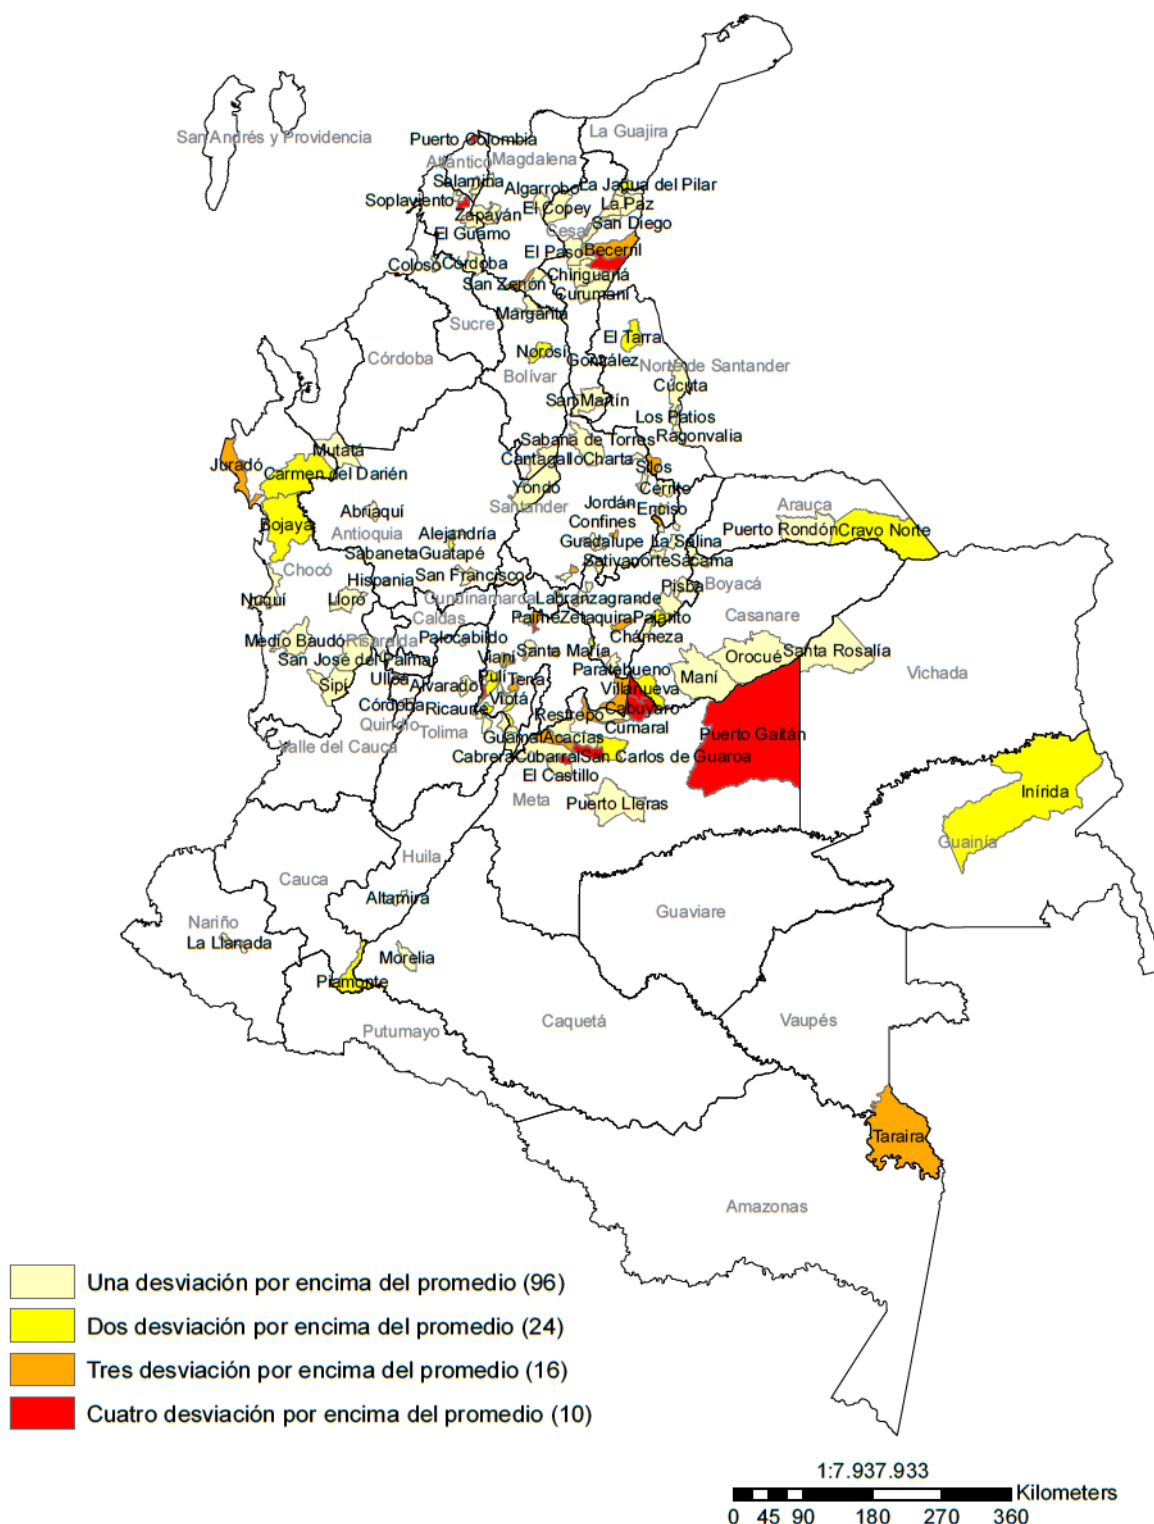 San Andrés y Providencia
La Guajira
Puerto Colombia
Atlántico
Magdalena
Salamina
Algarrobo
La Jagua del Pilar
Soplaviento
El Copey
La Paz
Zapayán
San Diego
El Guamo
Cesar
El Paso
Becerril
Coloso
Córdoba
Chiriguaná
San Zenón
Curumaní
Margarita
Sucre
El Tarra
Norosí
Córdoba
González
Norte de Santander
Bolívar
Cúcuta
San Martín
Los Patios
Ragonvalia
Sabana de Torres
Mutatá
Cantagallo
Charta
Juradó
Silos
Carmen del Darién
Yondó
Cerrito
Santander
Jordán
Enciso
Arauca
Abriaquí
Confines
Puerto Rondón
Cravo Norte
Bojaya
Antioquia
Alejandría
Guadalupe
La Salina
Sabaneta
Guatapé
Sativanorte
Sácama
Chocó
Hispania
San Francisco
Pisba
Boyacá
Nuquí
Lloró
Cundinamarca
Labranzagrande
Caldas
Paime
Zetaquira
Pajarito
Casanare
Medio Baudó
Risaralda
Palocabildo
Chámeza
San José del Palmar
Vianí
Santa María
Orocué
Santa Rosalía
Vichada
Sipí
Ulloa
Alvarado
Pulí
Tena
Paratebueno
Maní
Villanueva
Córdoba
Ricaurte
Viotá
Restrepo
Cabuyaro
Quindío
Tolima
Cumaral
Puerto Gaitán
Valle del Cauca
Guamal
Acacías
Cabrera
Cubarral
San Carlos de Guaroa
El Castillo
Meta
Puerto Lleras
Inírida
Guainía
Huila
Cauca
Altamira
Guaviare
Nariño
La Llanada
Morelia
Piamonte
Caquetá
Vaupés
Putumayo
Taraira
Amazonas
Una desviación por encima del promedio (96)
Dos desviación por encima del promedio (24)
Tres desviación por encima del promedio (16)
Cuatro desviación por encima del promedio (10)
1:7.937.933
Kilometers
0 45 90 180 270 360